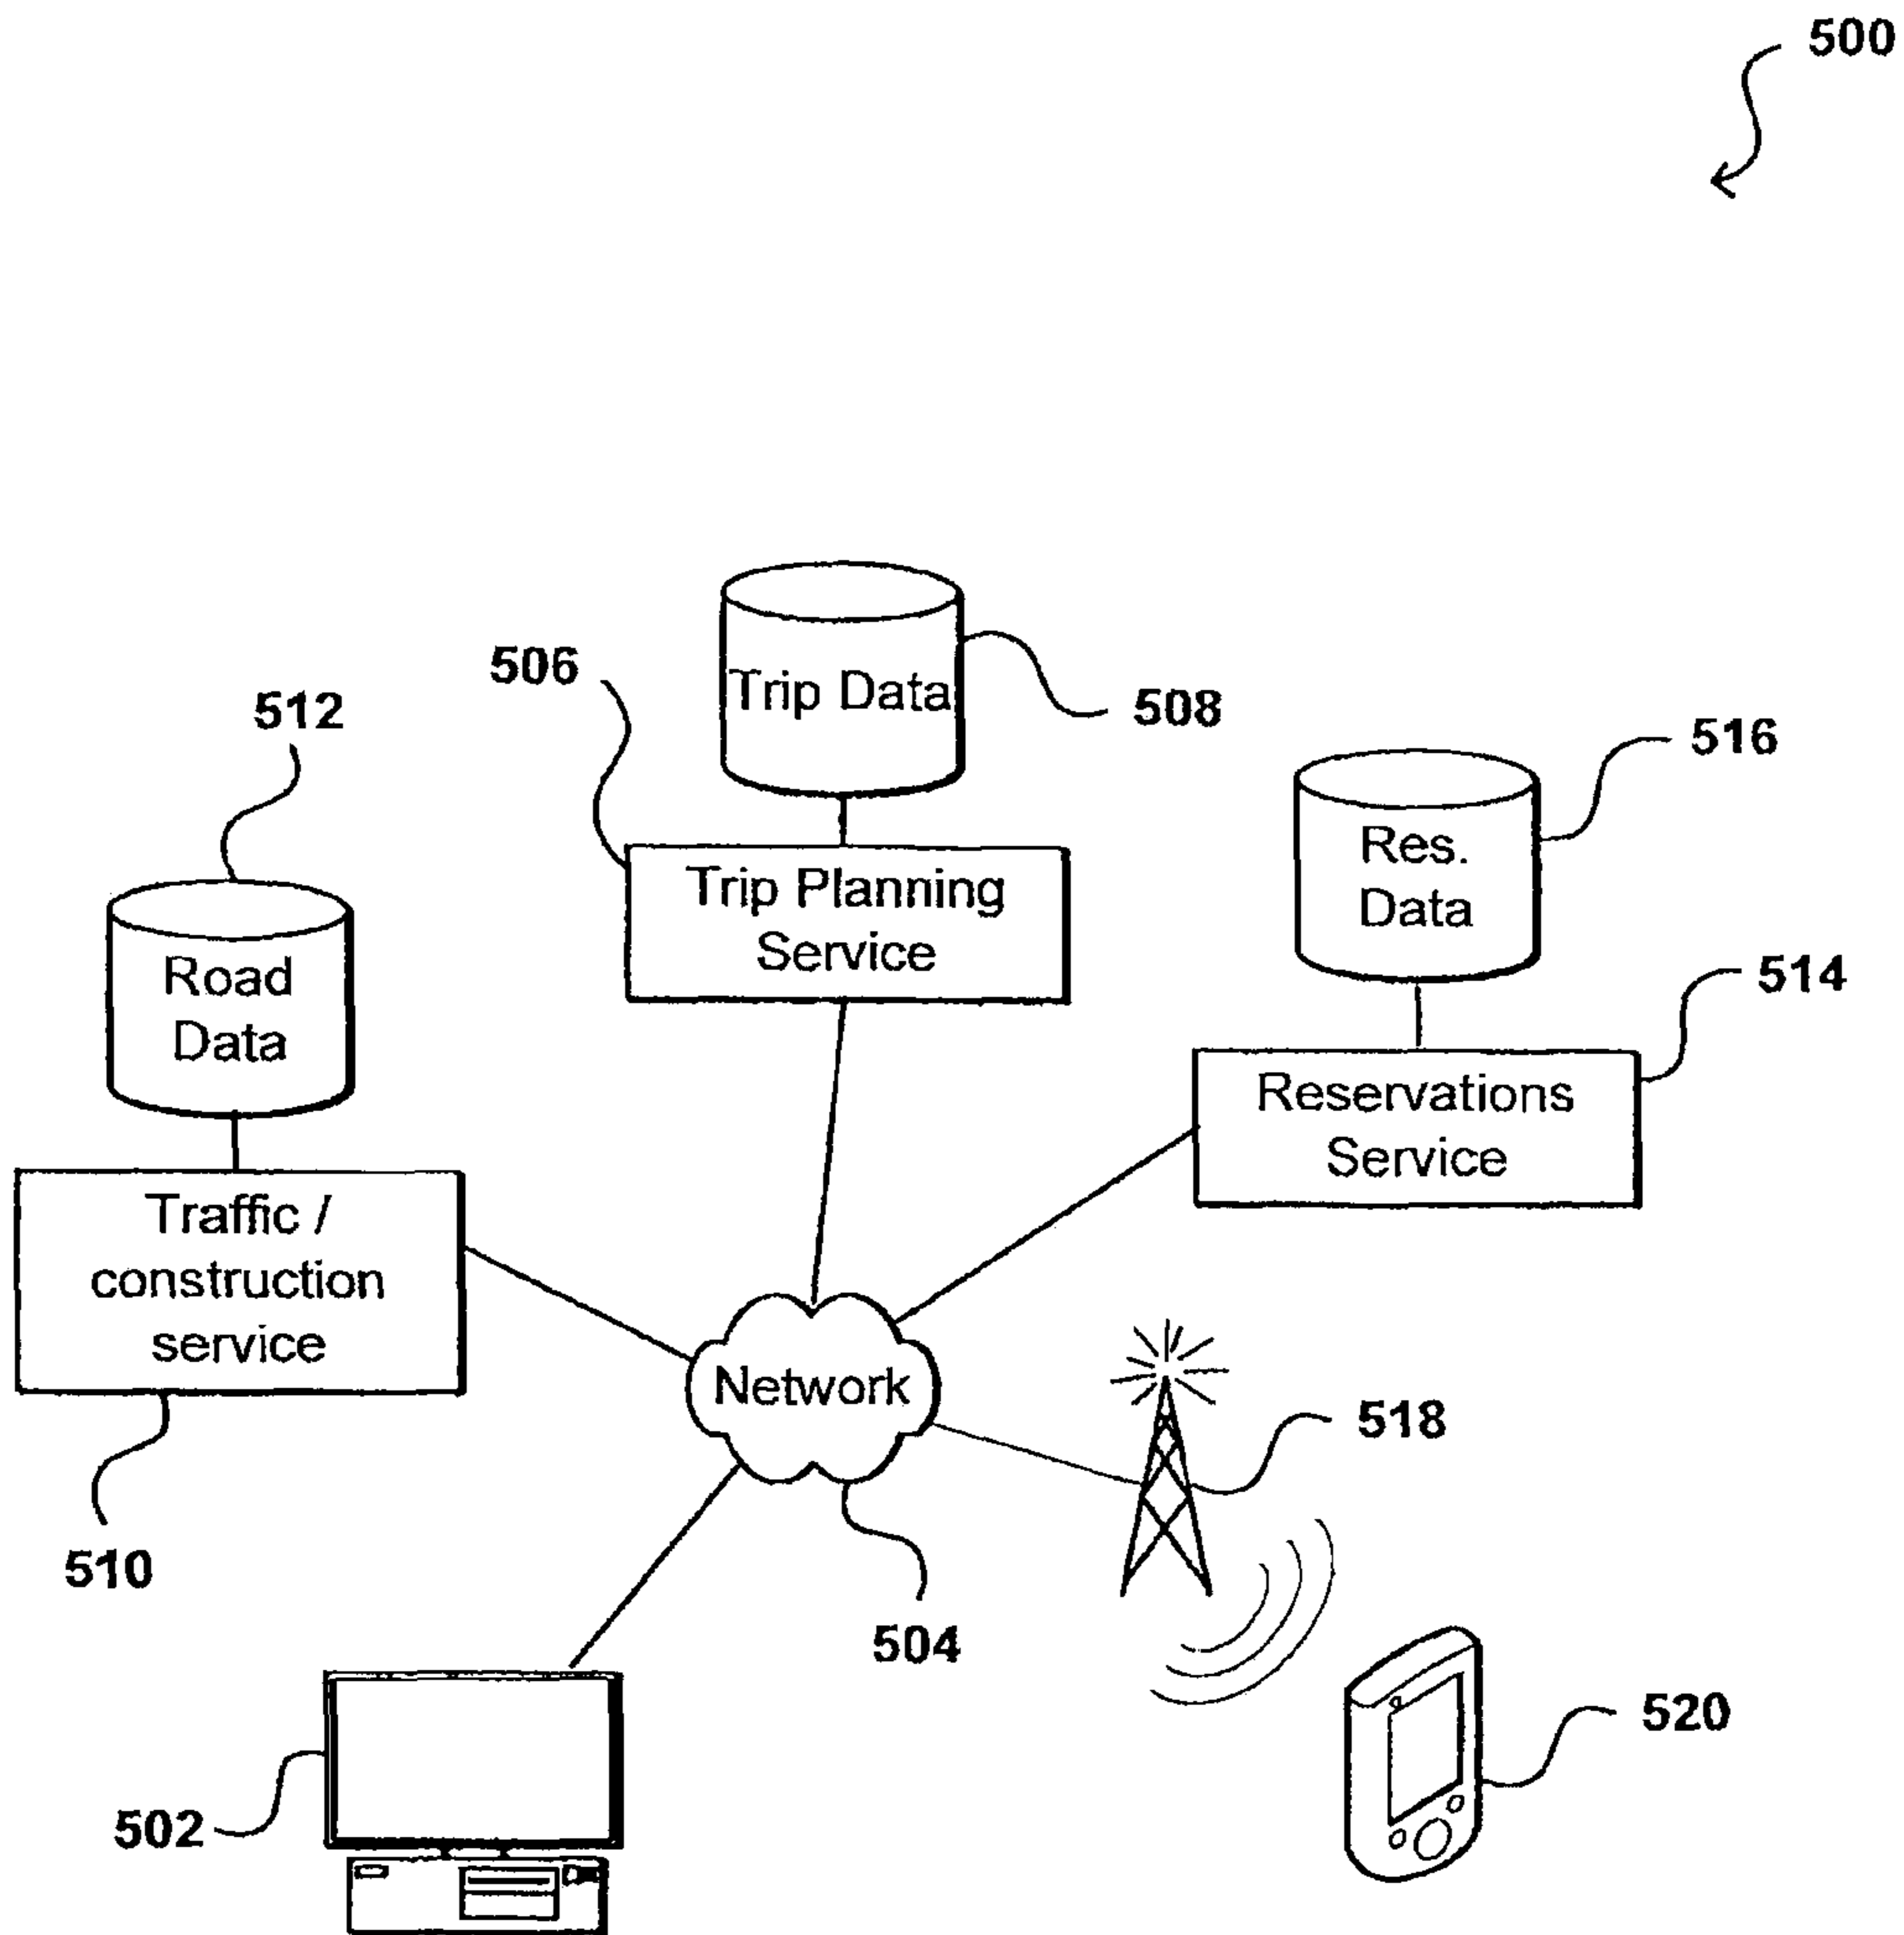 500
506
Trip Data
508
512
516
Res.
Data
Trip Planning
Service
Road
Data
514
Reservations
Service
Traffic /
construction
service
Network
518
510
504
520
502